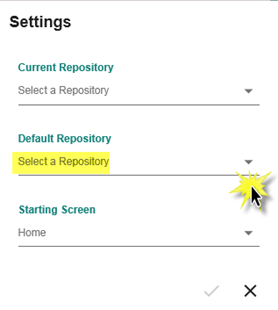 Settings
Current Repository
Select a Repository
Default Repository
Select a Repository
Starting Screen
Home